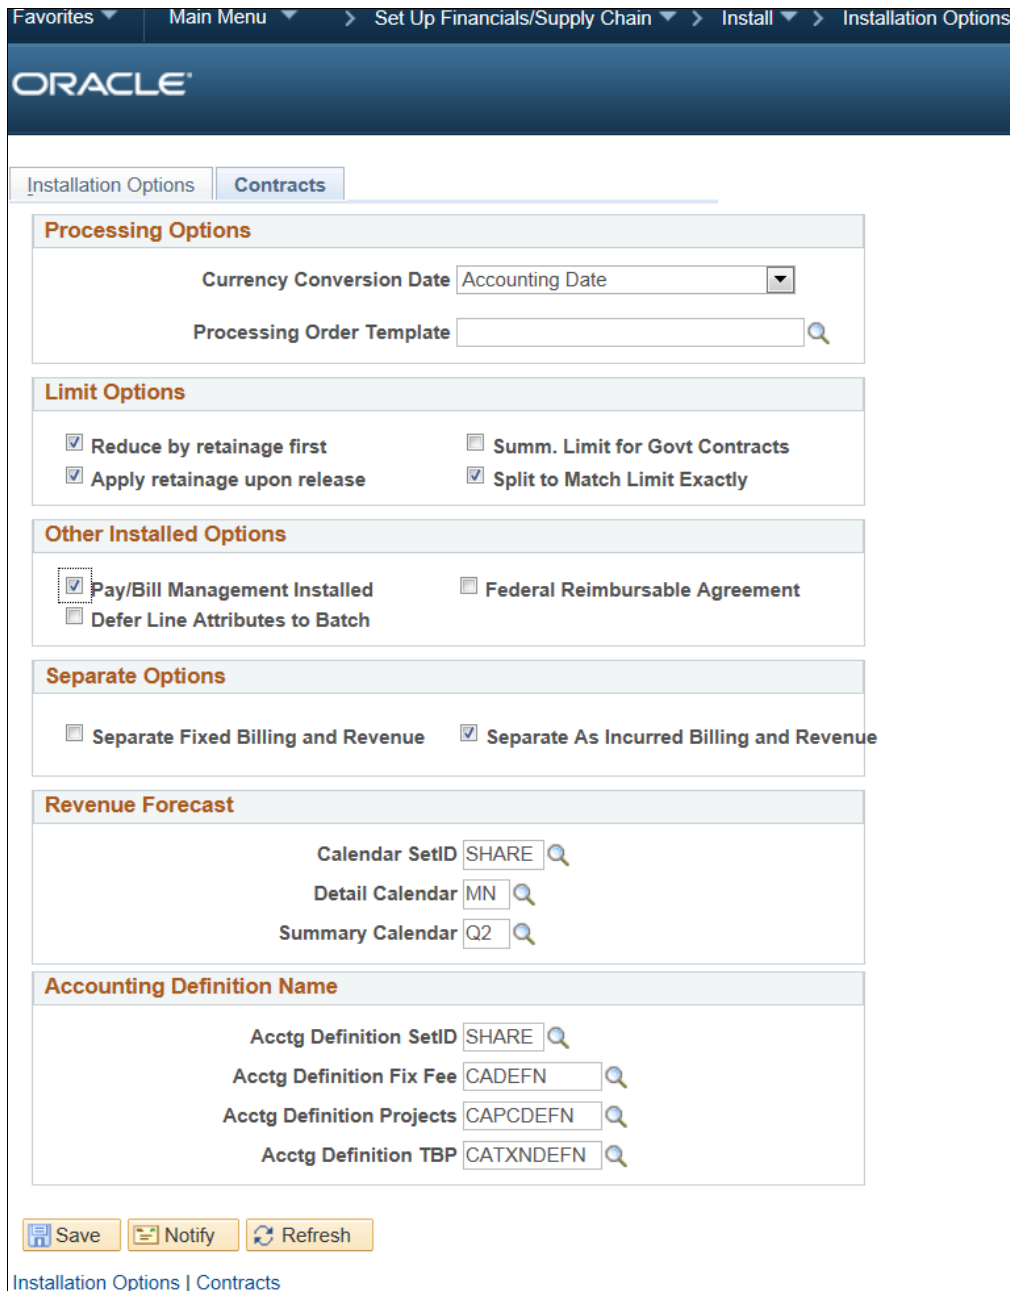 Favorites Main Menu > Set Up Financials/Supply Chain > Install > Installation Options
ORACLE
Installation Options Contracts
Processing Options
Currency Conversion Date Accounting Date
Processing Order Template
Limit Options
Reduce by retainage first Summ. Limit for Govt Contracts
Apply retainage upon release Split to Match Limit Exactly
Other Installed Options
Pay/Bill Management Installed Federal Reimbursable Agreement
Defer Line Attributes to Batch
Separate Options
Separate Fixed Billing and Revenue Separate As Incurred Billing and Revenue
Revenue Forecast
Calendar SetID SHARE
Detail Calendar MN
Summary Calendar Q2
Accounting Definition Name
Acctg Definition SetID SHARE
Acctg Definition Fix Fee CADEFN
Acctg Definition Projects CAPCDEFN
Acctg Definition TBP CATXNDEFN
Save Notify Refresh
Installation Options | Contracts